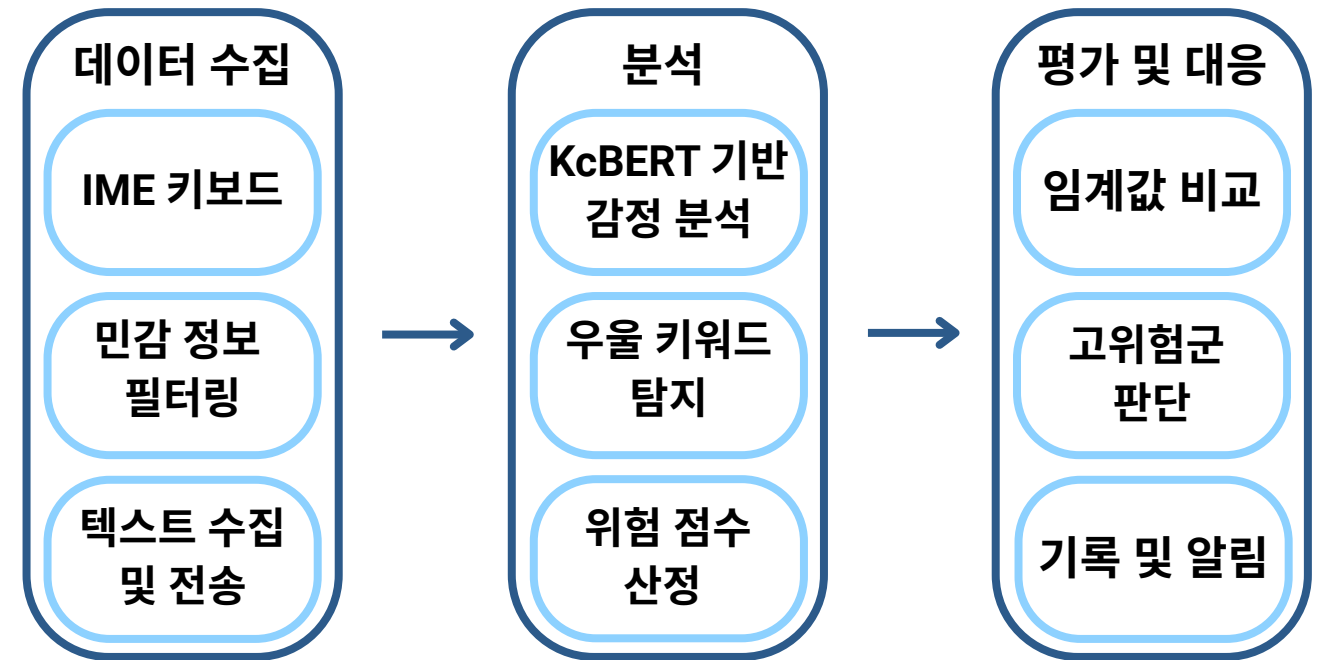 데이터 수집
IME 키보드
민감 정보
필터링
텍스트 수집
및 전송
분석
KcBERT 기반
감정 분석
우울 키워드
탐지
위험 점수
산정
평가 및 대응
임계값 비교
고위험군
판단
기록 및 알림